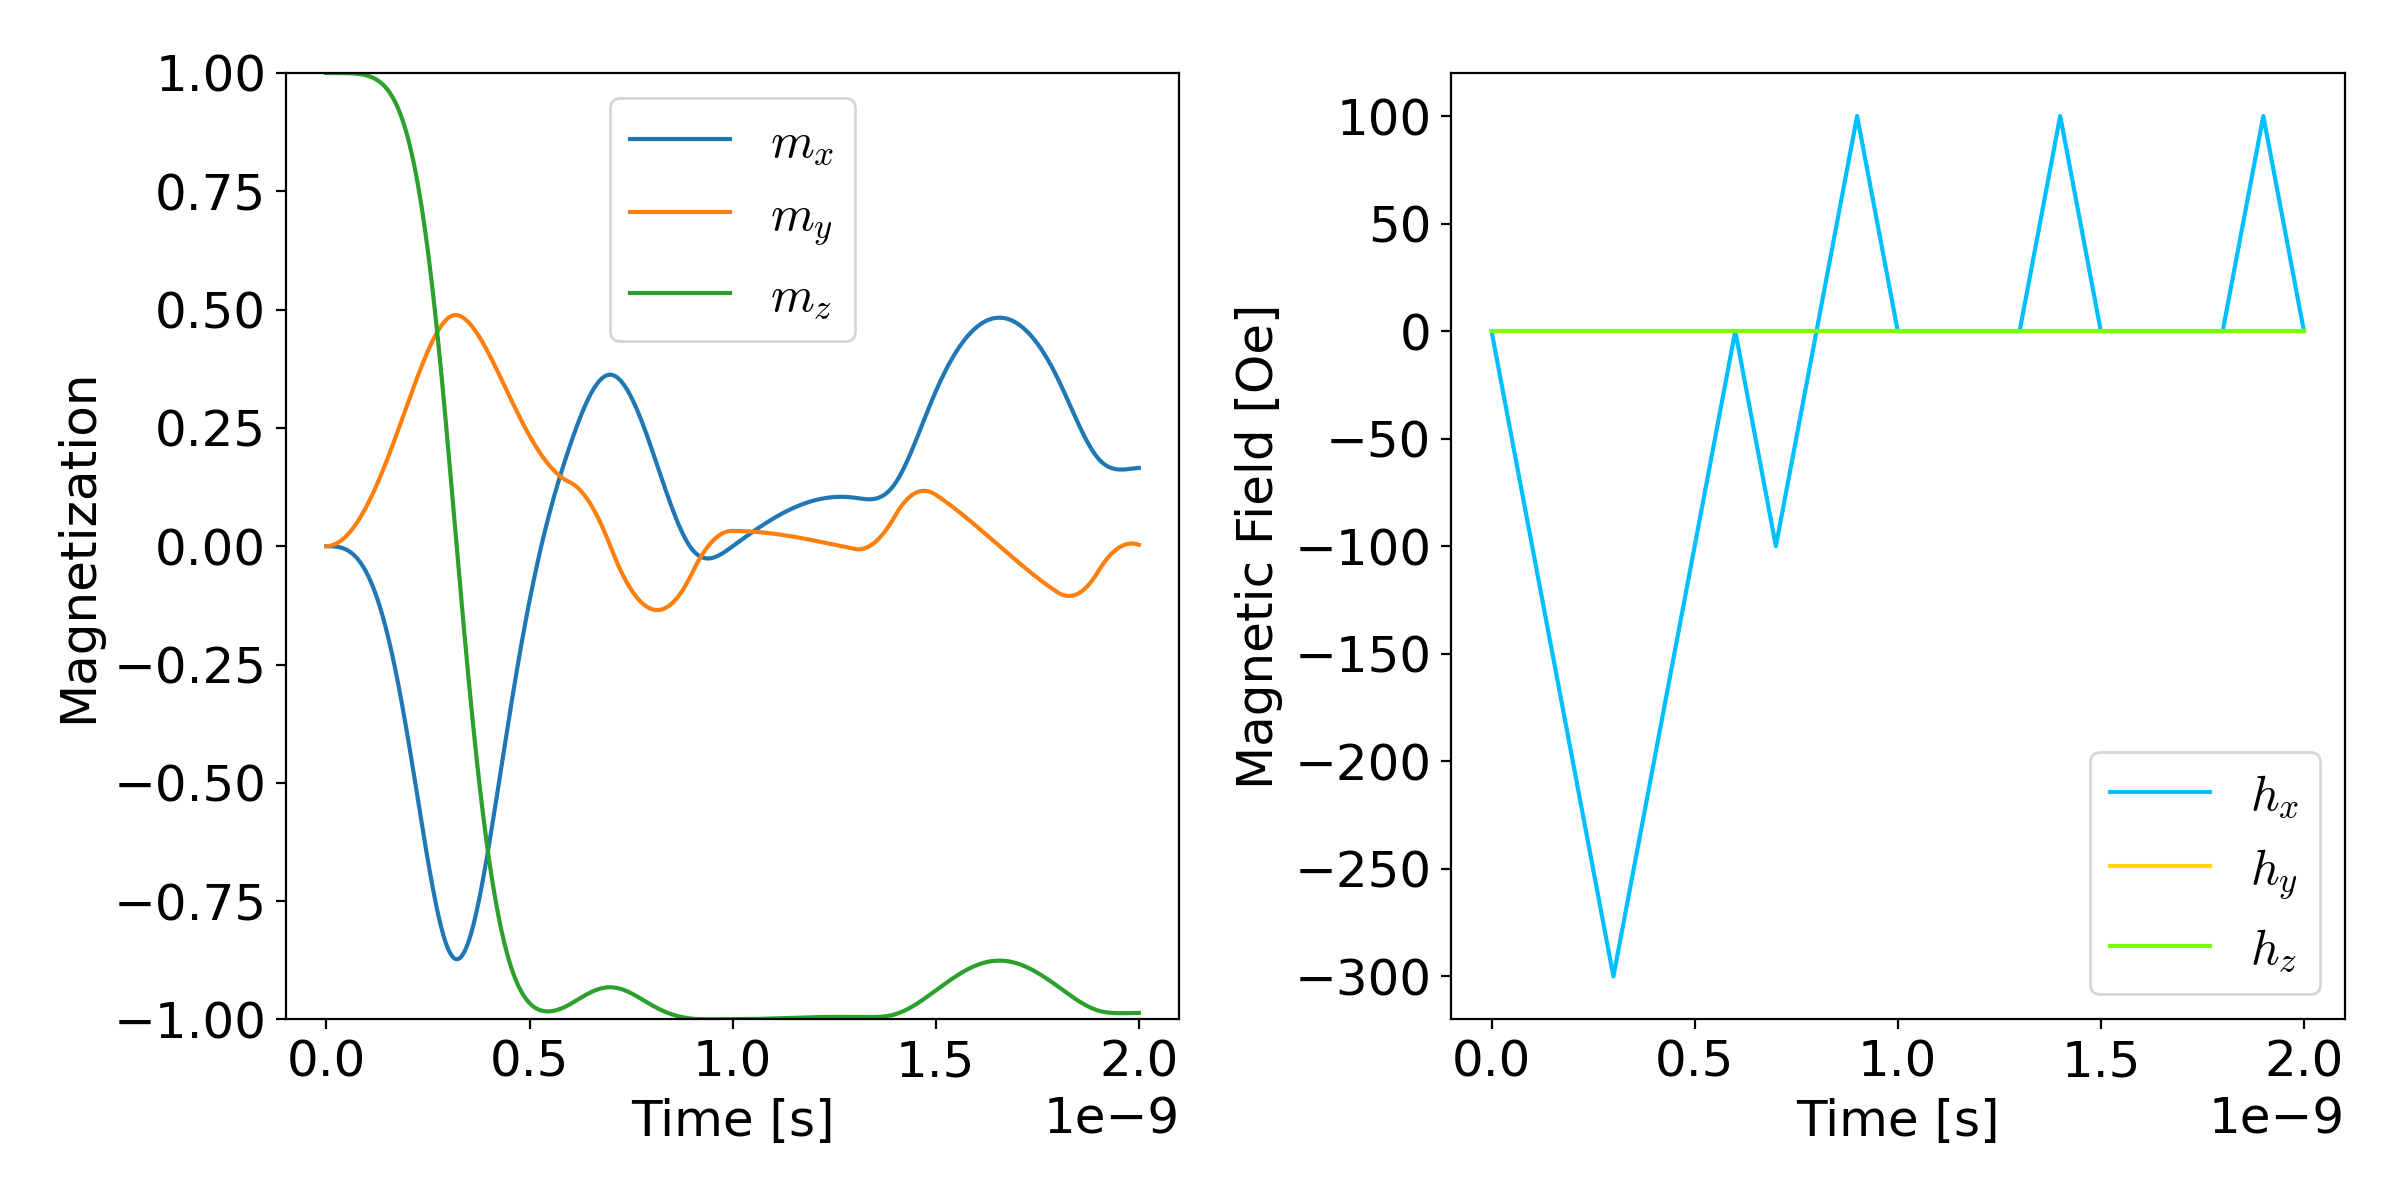 1.00
0.75
0.50
0.25
0.00
−0.25
−0.50
−0.75
−1.00
Magnetization
0.0 0.5 1.0 1.5 2.0
Time [s]
1e−9
m_x
m_y
m_z
100
50
0
−50
−100
−150
−200
−250
−300
Magnetic Field [Oe]
0.0 0.5 1.0 1.5 2.0
Time [s]
1e−9
h_x
h_y
h_z